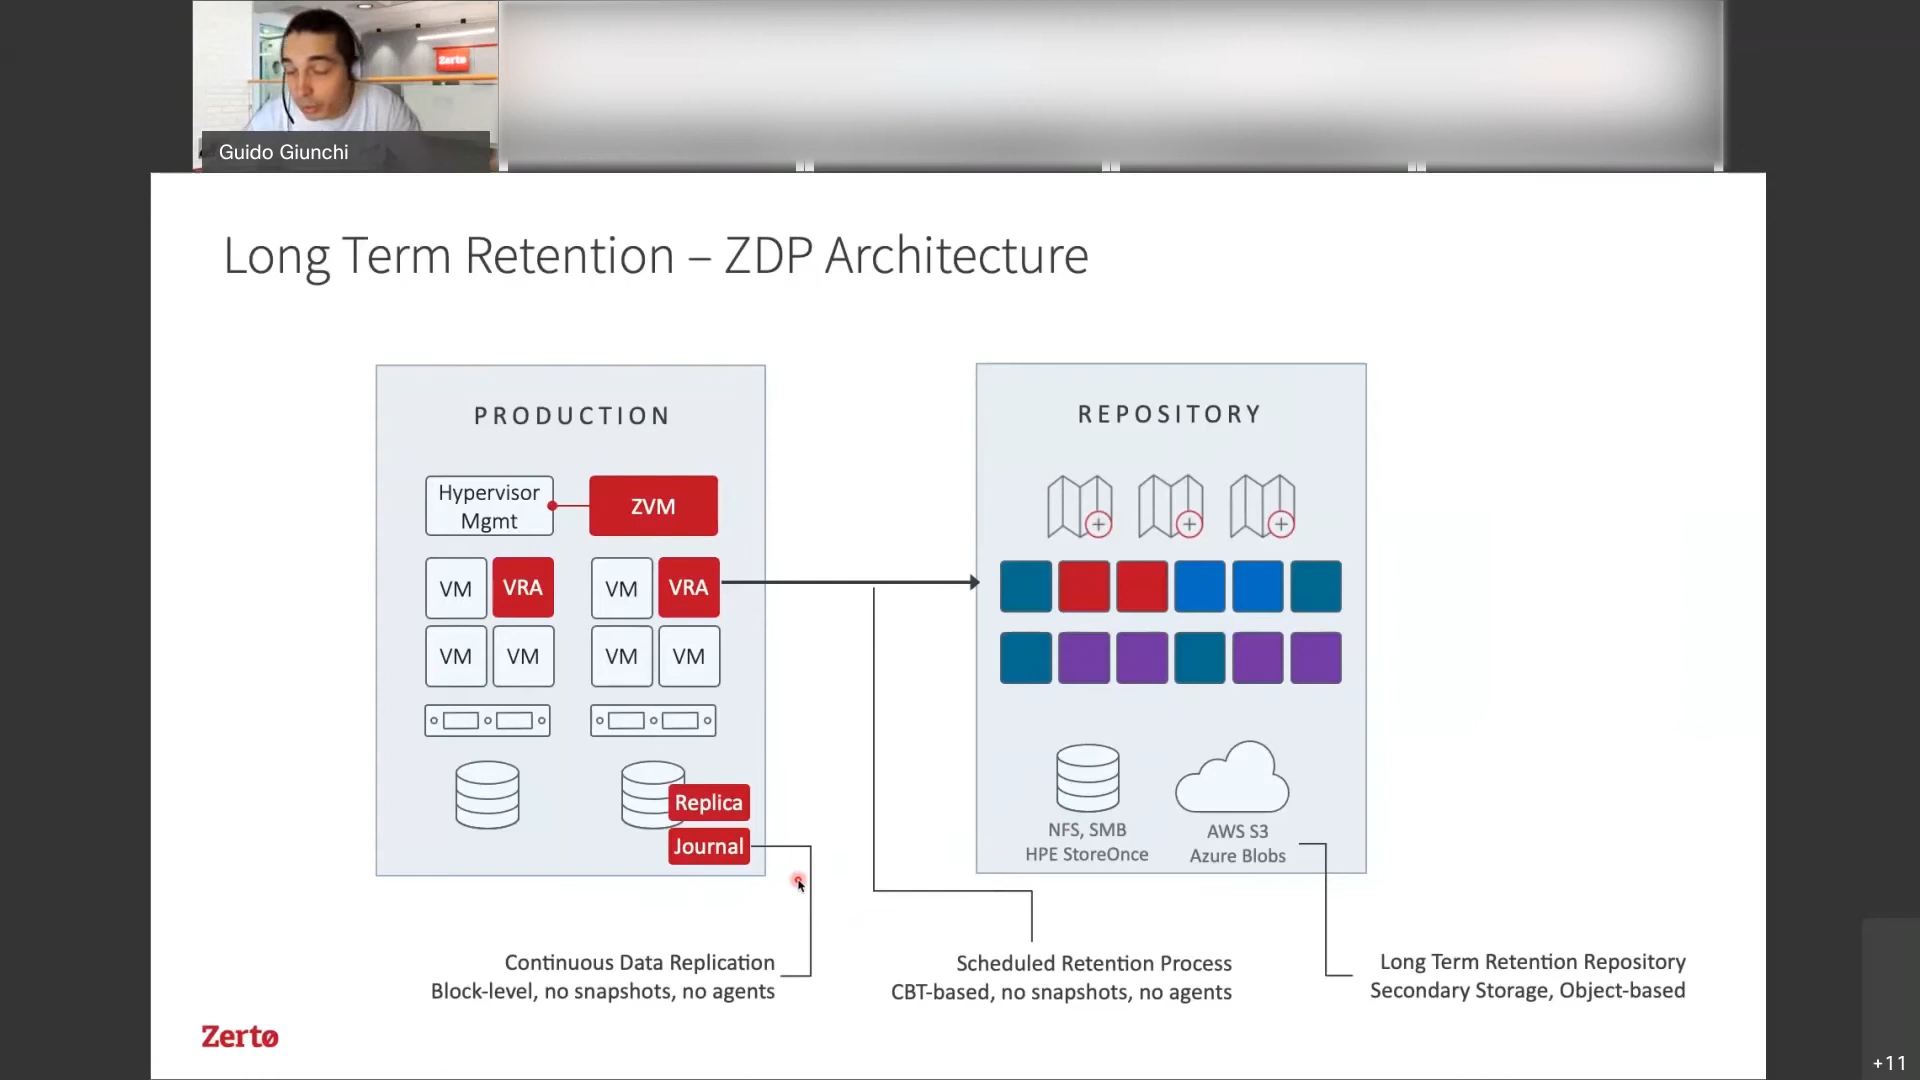 Zerto
Guido Giunchi
Long Term Retention – ZDP Architecture
PRODUCTION
Hypervisor
Mgmt
ZVM
VM
VRA
VM
VRA
VM
VM
VM
VM
Replica
Journal
REPOSITORY
NFS, SMB
HPE StoreOnce
AWS S3
Azure Blobs
Continuous Data Replication
Block-level, no snapshots, no agents
Scheduled Retention Process
CBT-based, no snapshots, no agents
Long Term Retention Repository
Secondary Storage, Object-based
Zerto
+11